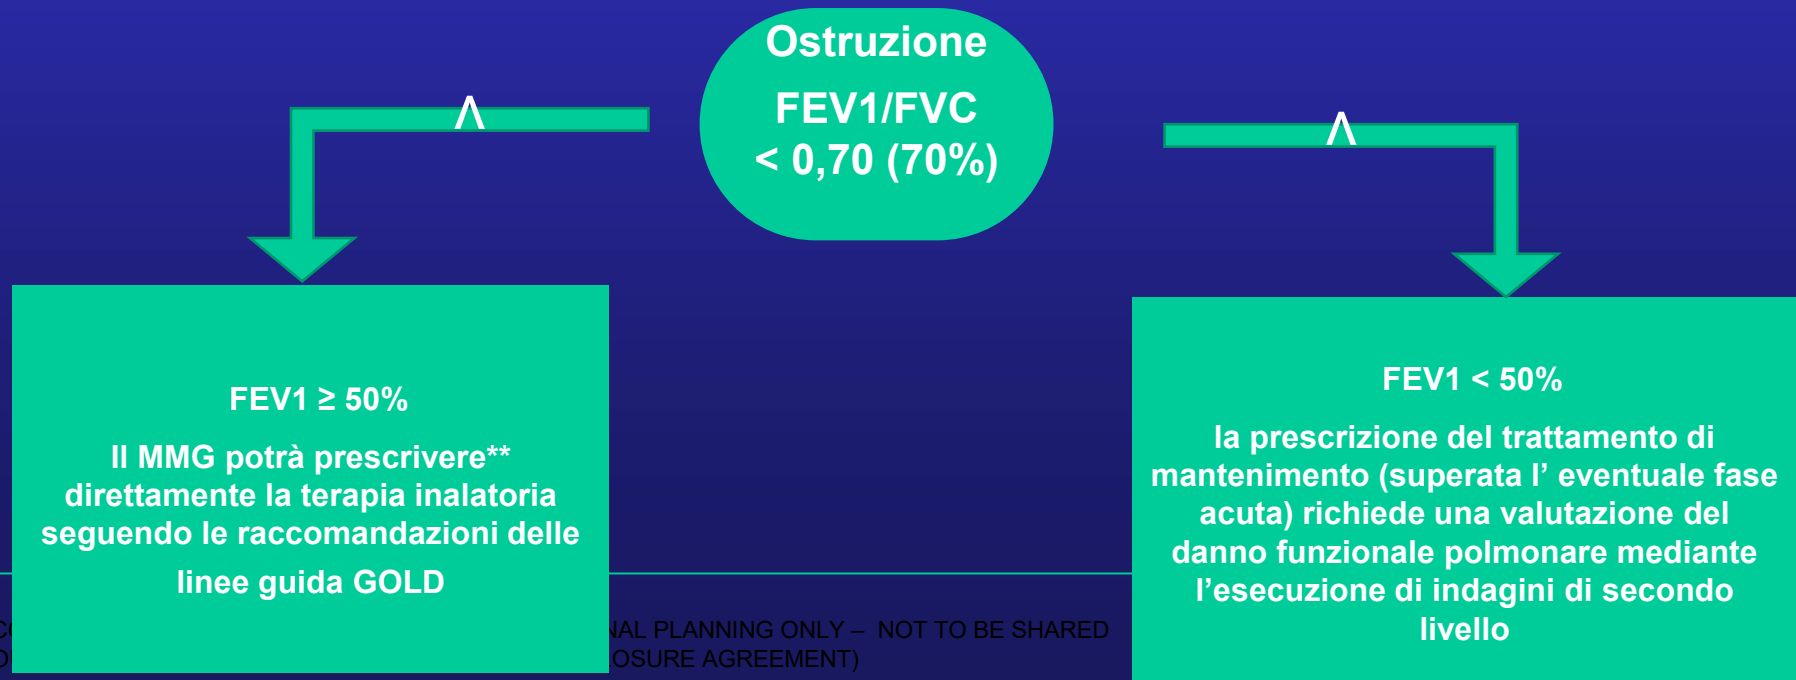 Ostruzione
FEV1/FVC
< 0,70 (70%)
FEV1 ≥ 50%
Il MMG potrà prescrivere**
direttamente la terapia inalatoria
seguendo le raccomandazioni delle
linee guida GOLD
FEV1 < 50%
la prescrizione del trattamento di
mantenimento (superata l’ eventuale fase
acuta) richiede una valutazione del
danno funzionale polmonare mediante
l’esecuzione di indagini di secondo
livello
PLANNING ONLY – NOT TO BE SHARED
AGREEMENT)